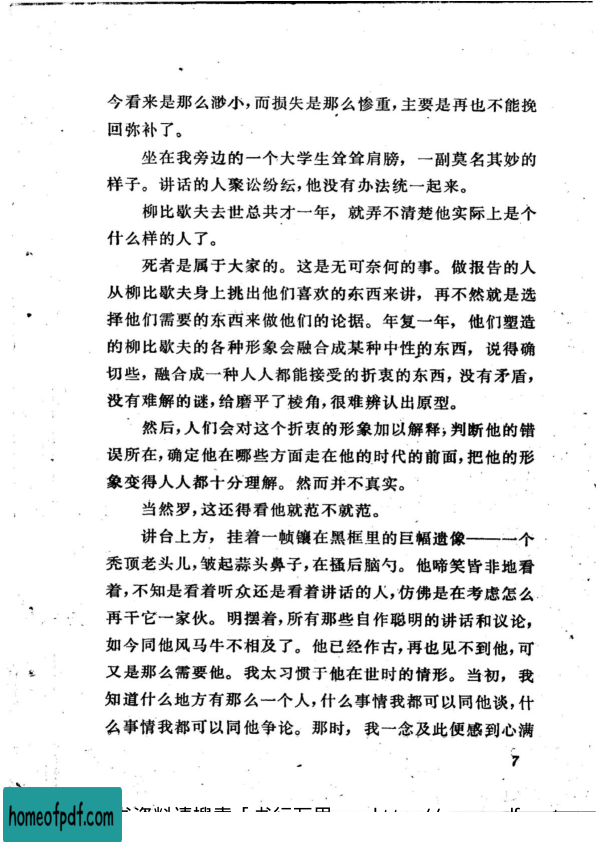 今看来是那么渺小，而损失是那么惨重，主要是再也不能挽
回弥补了。
坐在我旁边的一个大学生耸耸肩膀，一副莫名其妙的
样子。讲话的人聚讼纷纭，他没有办法统一起来。
柳比歇夫去世总共才一年，就弄不清楚他实际上是个
什么样的人了。
死者是属于大家的。这是无可奈何的事。做报告的人
从柳比歇夫身上挑出他们喜欢的东西来讲，再不然就是选
择他们需要的东西来做他们的论据。年复一年，他们塑造
的柳比歇夫的各种形象会融合成某种中性的东西，说得确
切些，融合成一种人人都能接受的折衷的东西，没有矛盾，
没有难解的谜，给磨平了棱角，很难辨认出原型。
然后，人们会对这个折衷的形象加以解释；判断他的错
误所在，确定他在哪些方面走在他的时代的前面，把他的形
象变得人人都十分理解。然而并不真实。
当然罗，这还得看他就范不就范。
讲台上方，挂着一帧镶在黑框里的巨幅遗像——一个
秃顶老头儿，皱起蒜头鼻子，在搔后脑勺。他啼笑皆非地看
着，不知是看着听众还是看着讲话的人，仿佛是在考虑怎么
再干它一家伙。明摆着，所有那些自作聪明的讲话和议论，
如今同他风马牛不相及了。他已经作古，再也见不到他，可
又是那么需要他。我太习惯于他在世时的情形。当初，我
知道什么地方有那么一个人，什么事情我都可以同他谈，什
么事情我都可以同他争论。那时，我一念及此便感到心满
7
homeofpdf.com